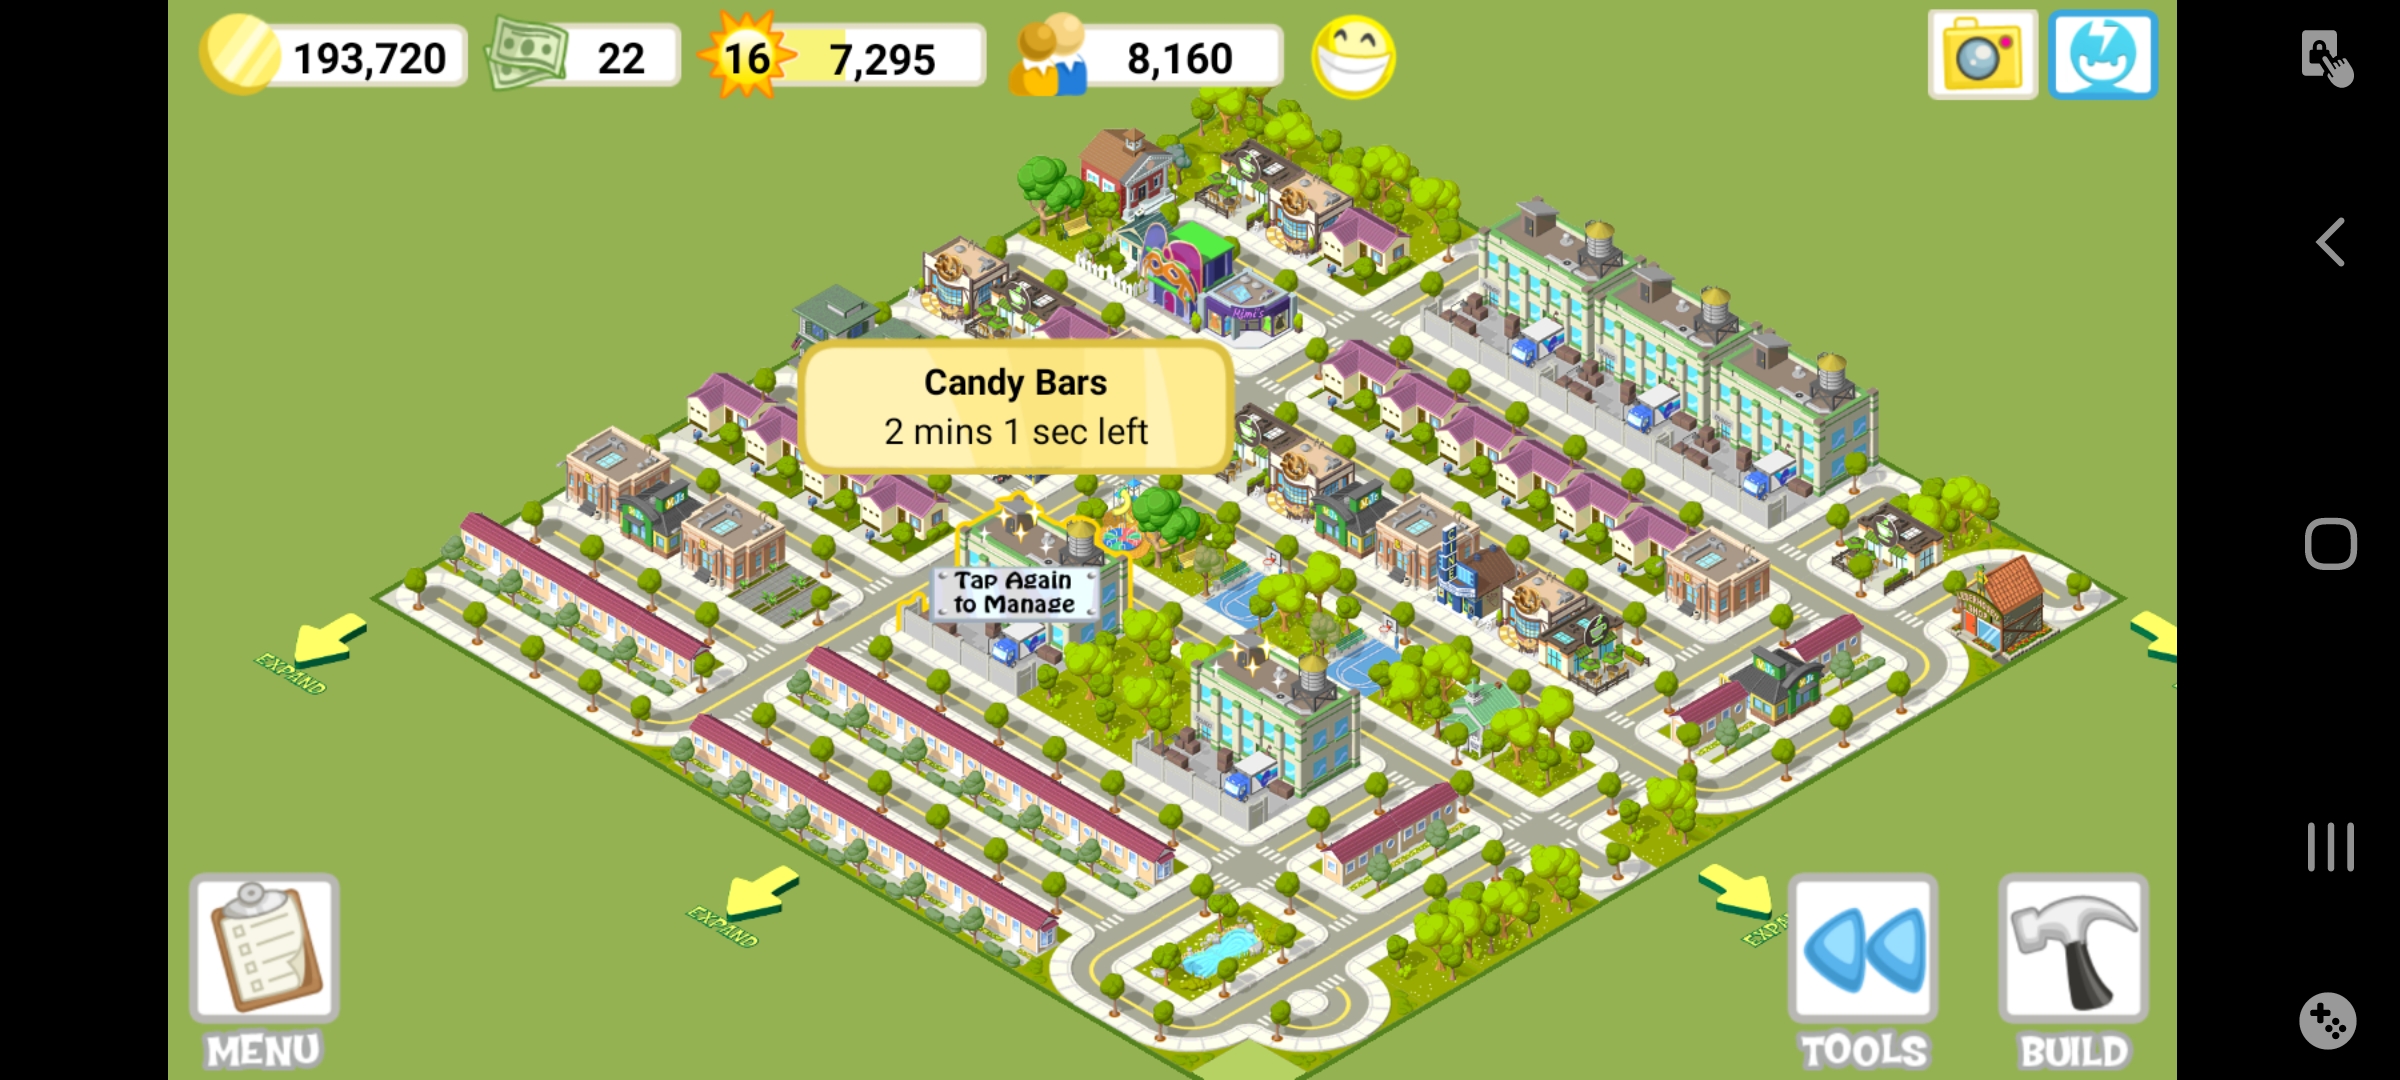 193,720
22
16
7,295
8,160
Mimi's
Candy Bars
2 mins 1 sec left
Tap Again
to Manage
EXPAND
EXPAND
MENU
TOOLS
BUILD